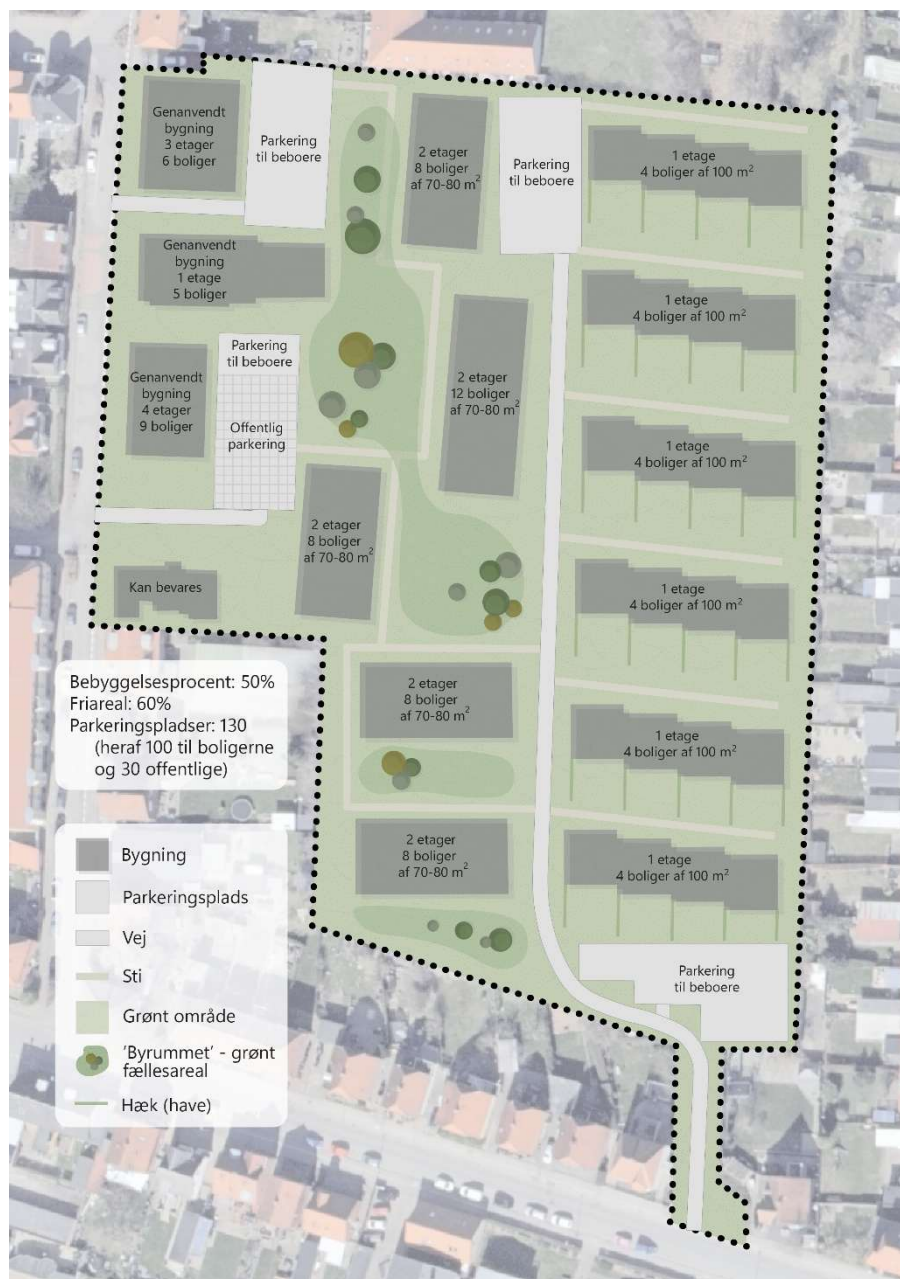 Genanvendt
bygning
3 etager
6 boliger
Parkering
til beboere
2 etager
8 boliger
af 70-80 m²
Parkering
til beboere
1 etage
4 boliger af 100 m²
Genanvendt
bygning
1 etage
5 boliger
1 etage
4 boliger af 100 m²
Parkering
til beboere
Genanvendt
bygning
4 etager
9 boliger
Offentlig
parkering
2 etager
12 boliger
af 70-80 m²
1 etage
4 boliger af 100 m²
2 etager
8 boliger
af 70-80 m²
Kan bevares
1 etage
4 boliger af 100 m²
Bebyggelsesprocent: 50%
Friareal: 60%
Parkeringspladser: 130
(heraf 100 til boligerne
og 30 offentlige)
2 etager
8 boliger
af 70-80 m²
1 etage
4 boliger af 100 m²
2 etager
8 boliger
af 70-80 m²
1 etage
4 boliger af 100 m²
Parkering
til beboere
Bygning
Parkeringsplads
Vej
Sti
Grønt område
'Byrummet' - grønt
fællesareal
Hæk (have)